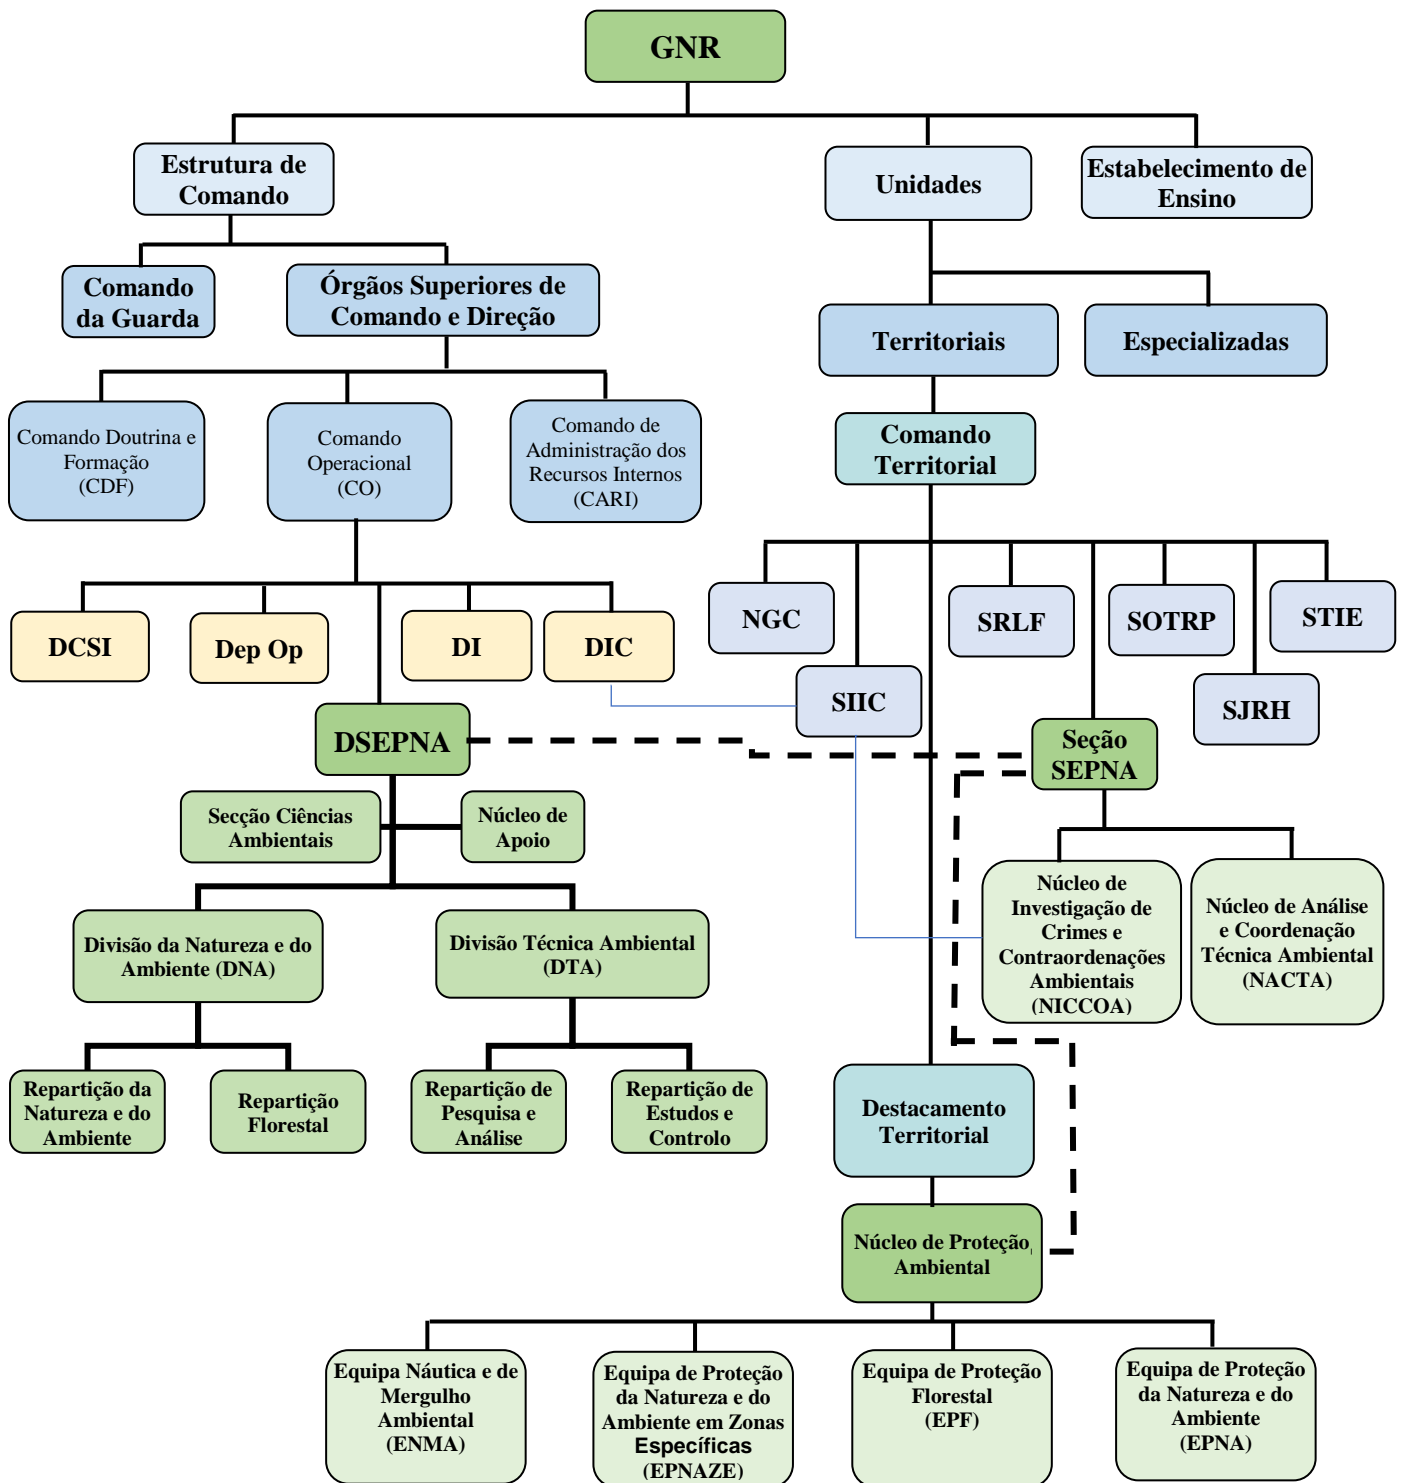 GNR
Estrutura de
Comando
Unidades
Estabelecimento de
Ensino
Comando
da Guarda
Órgãos Superiores de
Comando e Direção
Territoriais
Especializadas
Comando Doutrina e
Formação
(CDF)
Comando
Operacional
(CO)
Comando de
Administração dos
Recursos Internos
(CARI)
Comando
Territorial
DCSI
Dep Op
DI
DIC
NGC
SIIC
SRLF
SOTRP
SJRH
STIE
DSEPNA
Seção
SEPNA
Secção Ciências
Ambientais
Núcleo de
Apoio
Núcleo de
Investigação de
Crimes e
Contraordenações
Ambientais
(NICCOA)
Núcleo de Análise
e Coordenação
Técnica Ambiental
(NACTA)
Divisão da Natureza e do
Ambiente (DNA)
Divisão Técnica Ambiental
(DTA)
Repartição da
Natureza e do
Ambiente
Repartição
Florestal
Repartição de
Pesquisa e
Análise
Repartição de
Estudos e
Controlo
Destacamento
Territorial
Núcleo de Proteção
Ambiental
Equipa Náutica e de
Mergulho
Ambiental
(ENMA)
Equipa de Proteção
da Natureza e do
Ambiente em Zonas
Específicas
(EPNAZE)
Equipa de Proteção
Florestal
(EPF)
Equipa de Proteção
da Natureza e do
Ambiente
(EPNA)